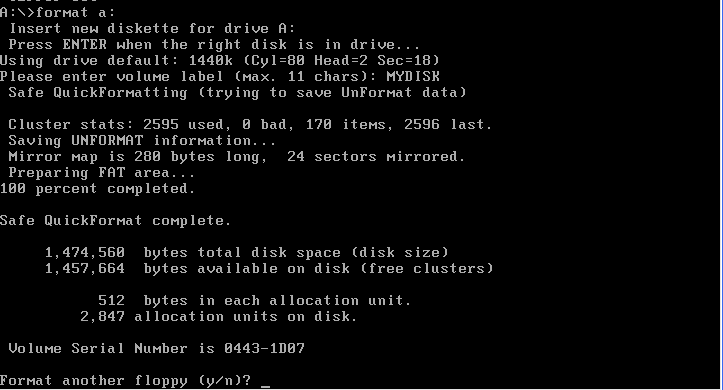 A:\>format a:
 Insert new diskette for drive A:
 Press ENTER when the right disk is in drive...
Using drive default: 1440k (Cyl=80 Head=2 Sec=18)
Please enter volume label (max. 11 chars): MYDISK
 Safe QuickFormatting (trying to save UnFormat data)
 Cluster stats: 2595 used, 0 bad, 170 items, 2596 last.
 Saving UNFORMAT information...
 Mirror map is 280 bytes long,  24 sectors mirrored.
 Preparing FAT area...
100 percent completed.
Safe QuickFormat complete.
     1,474,560  bytes total disk space (disk size)
     1,457,664  bytes available on disk (free clusters)
           512  bytes in each allocation unit.
         2,847 allocation units on disk.
 Volume Serial Number is 0443-1D07
Format another floppy (y/n)? _